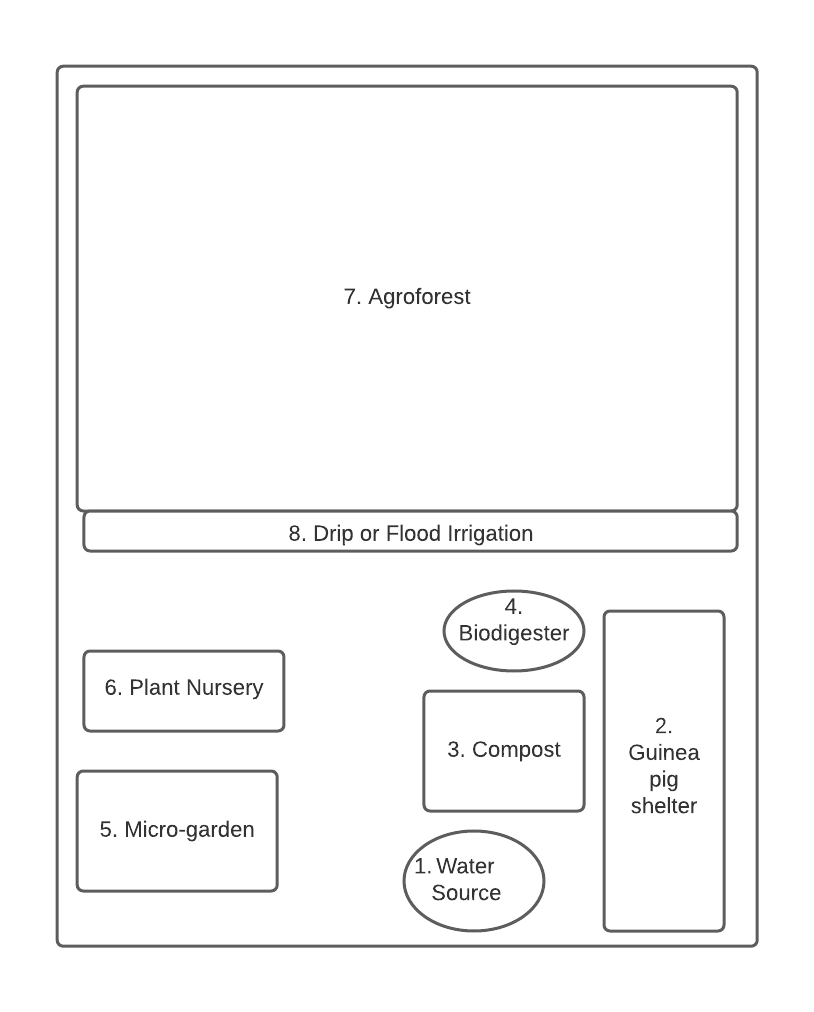 7. Agroforest
8. Drip or Flood Irrigation
4.
Biodigester
6. Plant Nursery
3. Compost
2.
Guinea
pig
shelter
5. Micro-garden
1. Water
Source